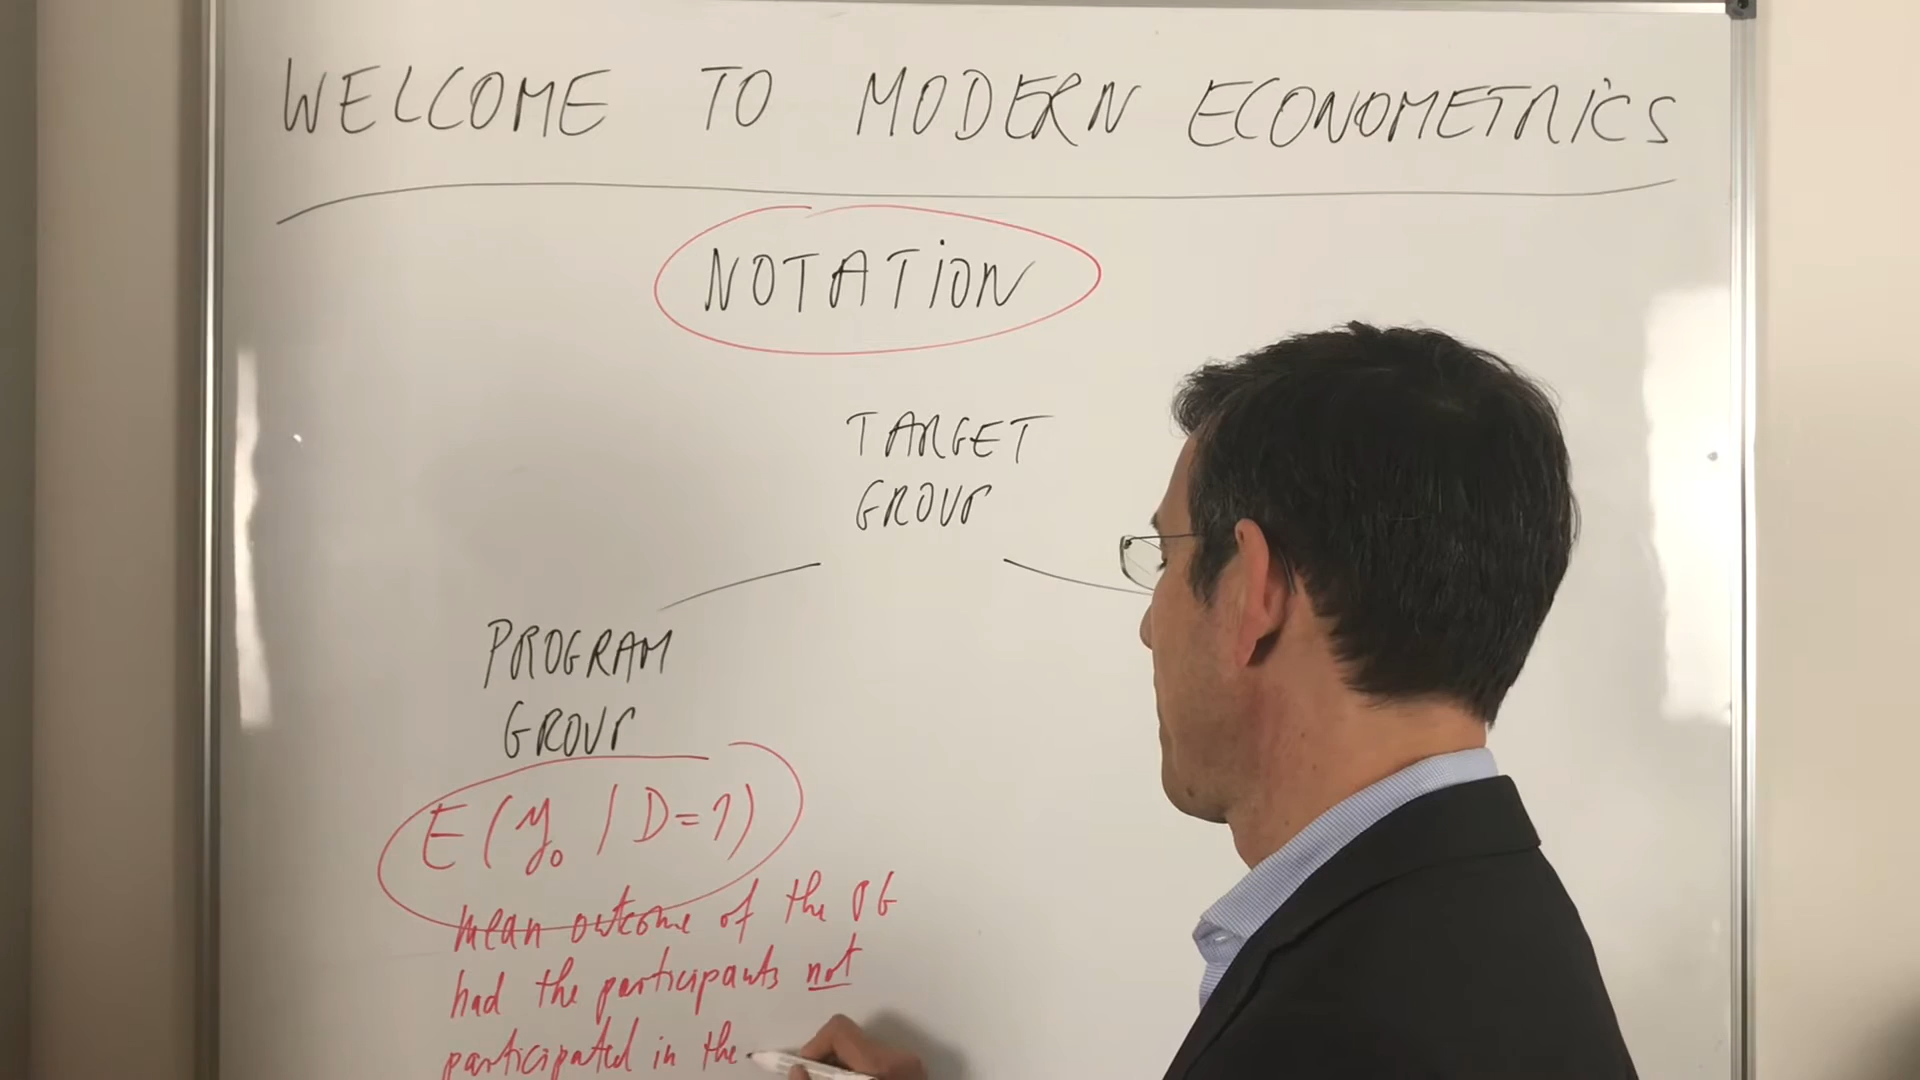 WELCOME TO MODERN ECONOMETRICS
NOTATION
TARGET
GROUP
PROGRAM
GROUP
E(y₀ | D=1)
mean outcome of the PG
had the participants not
participated in the